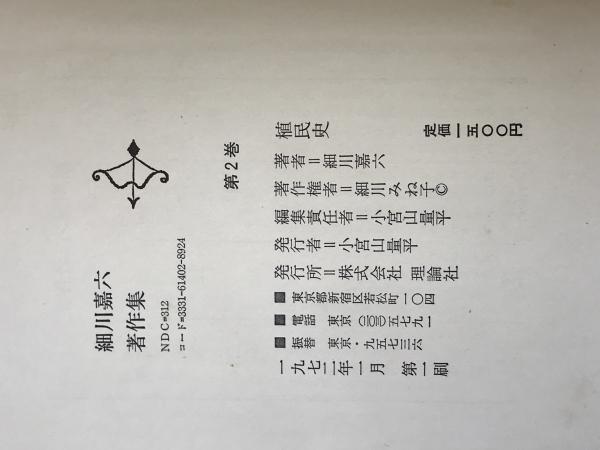 細川嘉六
著作集
NDC=312
コード=3331-61402-8924
第2巻
植民史
定価一五〇〇円
著者=細川嘉六
著作権者=細川みね子©
編集責任者=小宮山量平
発行者=小宮山量平
発行所=株式会社 理論社
■東京都新宿区若松町一〇四
■電話 東京(二〇三)五七九一
■振替 東京・九五七三六
一九七二年一月 第一刷